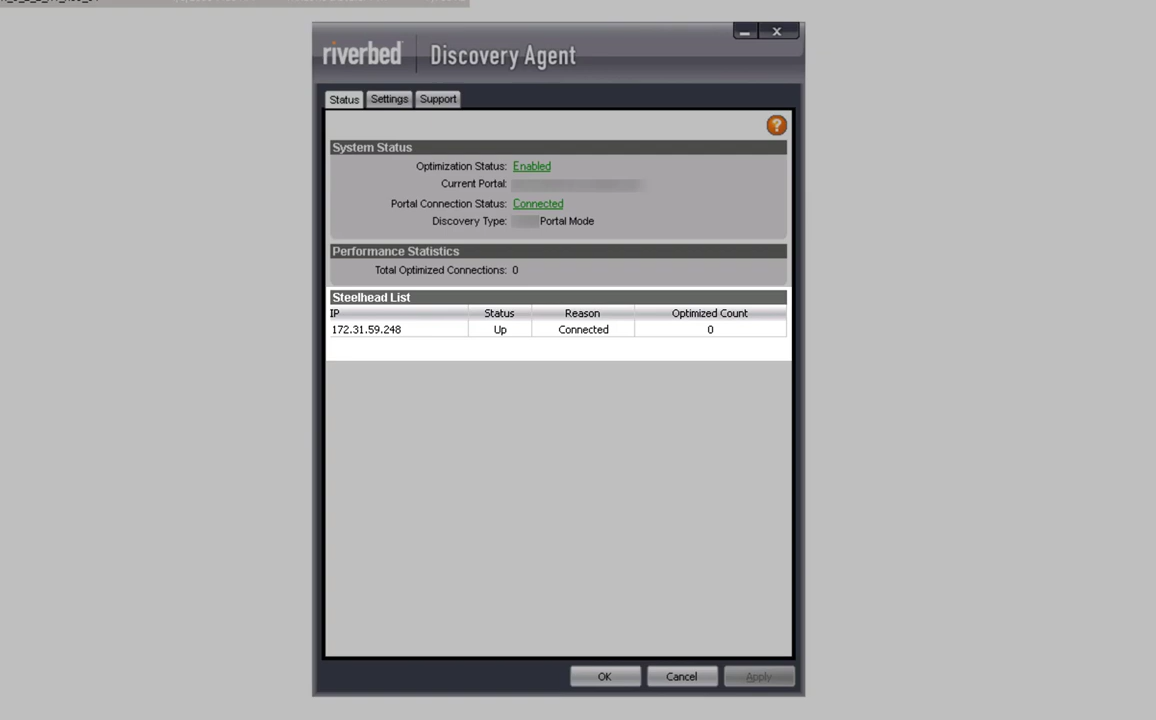 riverbed Discovery Agent
Status Settings Support
?
System Status
Optimization Status: Enabled
Current Portal:
Portal Connection Status: Connected
Discovery Type: Portal Mode
Performance Statistics
Total Optimized Connections: 0
Steelhead List
IP Status Reason Optimized Count
172.31.59.248 Up Connected 0
OK Cancel Apply